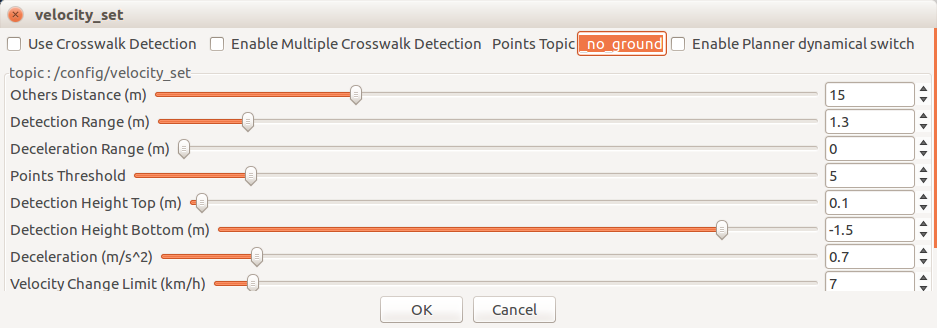 velocity_set
Use Crosswalk Detection Enable Multiple Crosswalk Detection Points Topic _no_ground Enable Planner dynamical switch
topic : /config/velocity_set
Others Distance (m) 15
Detection Range (m) 1.3
Deceleration Range (m) 0
Points Threshold 5
Detection Height Top (m) 0.1
Detection Height Bottom (m) -1.5
Deceleration (m/s^2) 0.7
Velocity Change Limit (km/h) 7
OK Cancel